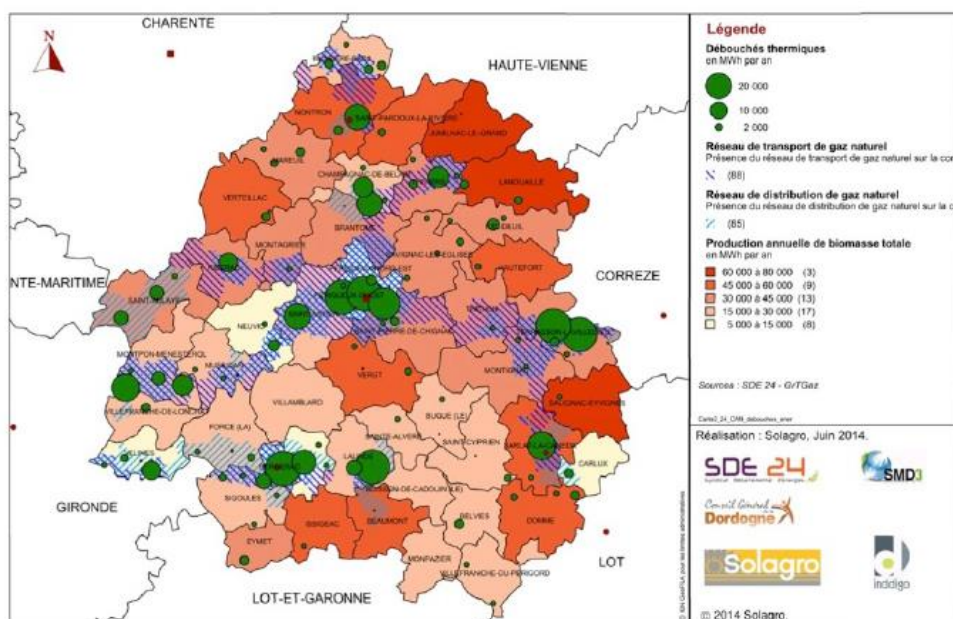 CHARENTE
N
HAUTE-VIENNE
NONTRON
SAINT-PARDOUX-LA-RIVIERE
JUMILHAC-LE-GRAND
MAREUIL
CHAMPAGNAC-DE-BELAIR
LANOUAILLE
VERTEILLAC
BRANTOME
MONTAGRIER
HAUTEFORT
NTE-MARITIME
CORREZE
SAINT-AULAYE
NEUVIC
MONTPON-MENESTEROL
VERGT
MONTIGNAC
VILLEFRANCHE-DE-LONCHAT
VILLAMBLARD
SALIGNAC-EYVIGNES
BUGUE (LE)
FORCE (LA)
SAINTE-ALVERE
SAINT-CYPRIEN
SARLAT-LA-CANEDA
VELINES
LALINDE
CARLUX
GIRONDE
SIGOULES
ISSIGEAC
BEAUMONT
BELVES
DOMME
EYMET
MONPAZIER
VILLEFRANCHE-DU-PERIGORD
LOT
LOT-ET-GARONNE
Légende
Débouchés thermiques
en MWh par an
20 000
10 000
2 000
Réseau de transport de gaz naturel
Présence du réseau de transport de gaz naturel sur la co
(88)
Réseau de distribution de gaz naturel
Présence du réseau de distribution de gaz naturel sur la c
(85)
Production annuelle de biomasse totale
en MWh par an
60 000 à 80 000 (3)
45 000 à 60 000 (9)
30 000 à 45 000 (13)
15 000 à 30 000 (17)
5 000 à 15 000 (8)
Sources : SDE 24 - GrTGaz
Réalisation : Solagro, Juin 2014.
SDE 24
Syndicat Départemental d'Energies
SMD3
Conseil Général
de la
Dordogne
Solagro
inddigo
© 2014 Solagro.